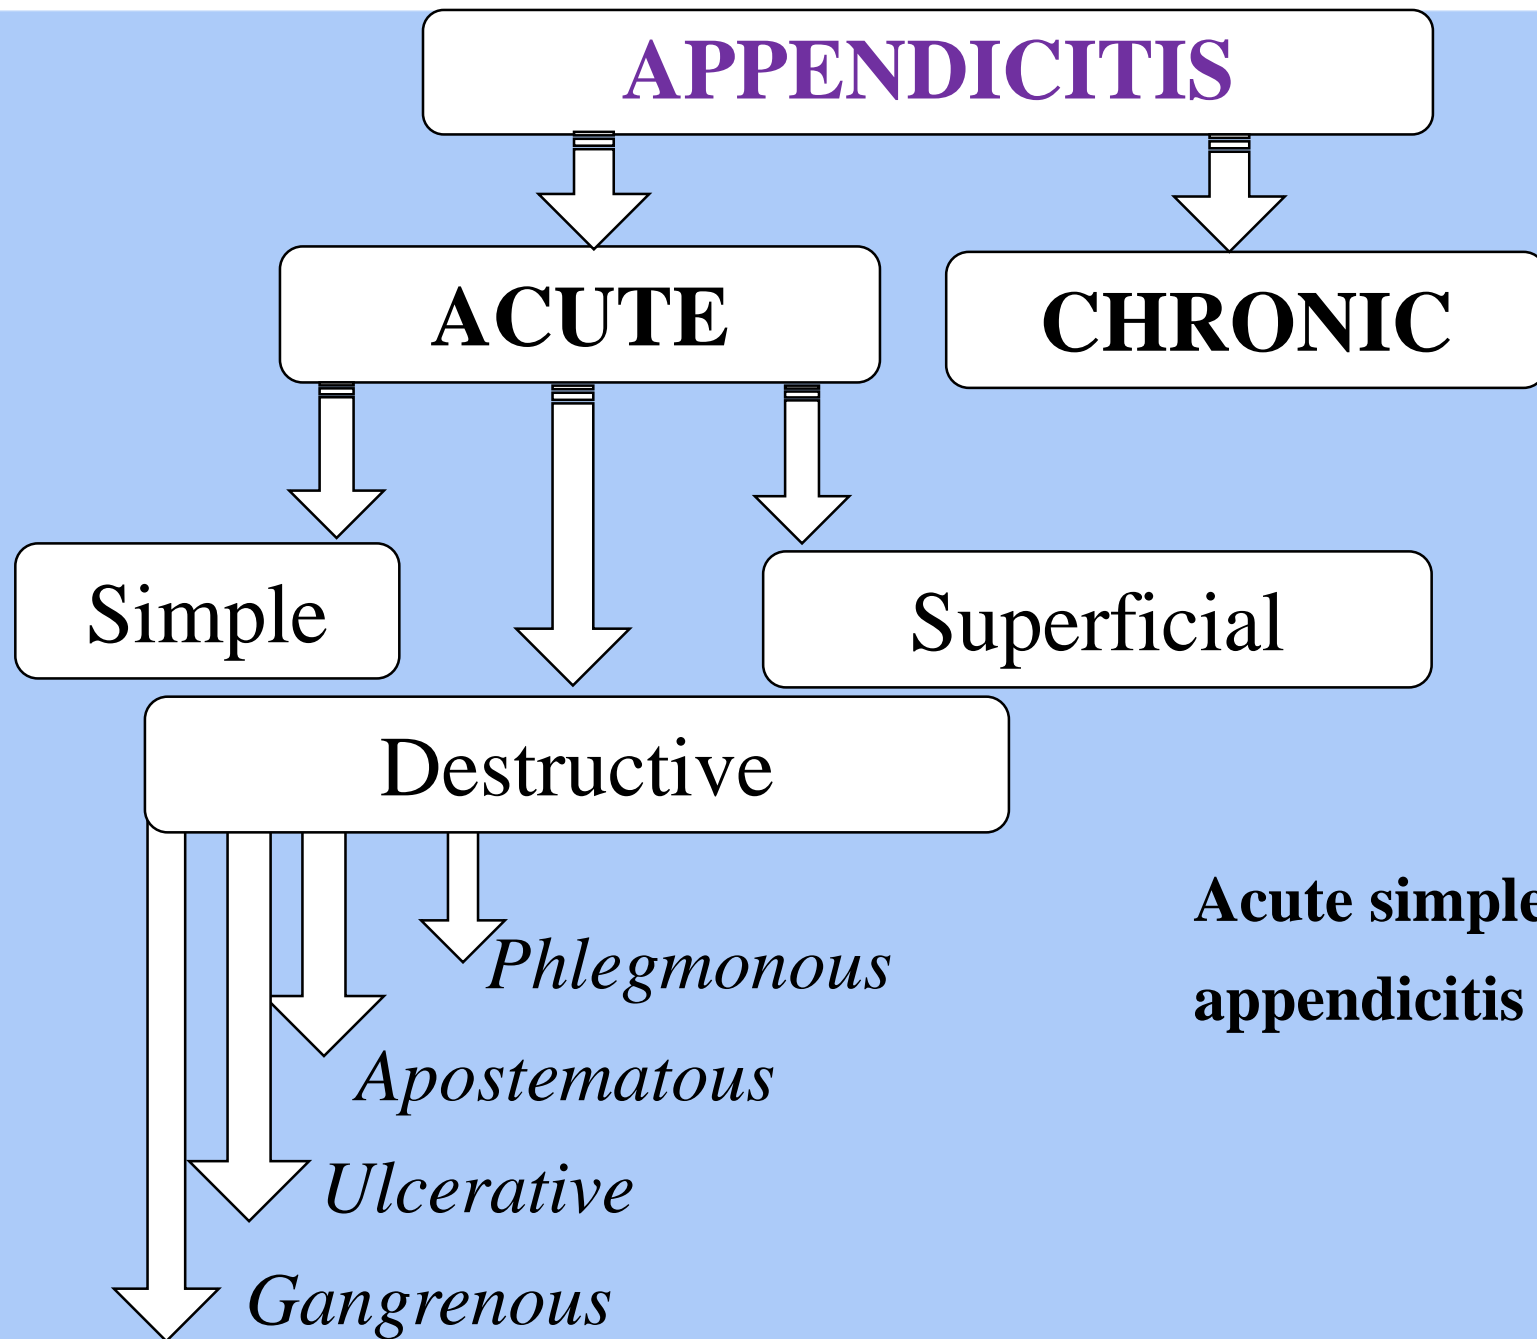 APPENDICITIS
ACUTE
CHRONIC
Simple
Superficial
Destructive
Phlegmonous
Apostematous
Ulcerative
Gangrenous
Acute simple
appendicitis